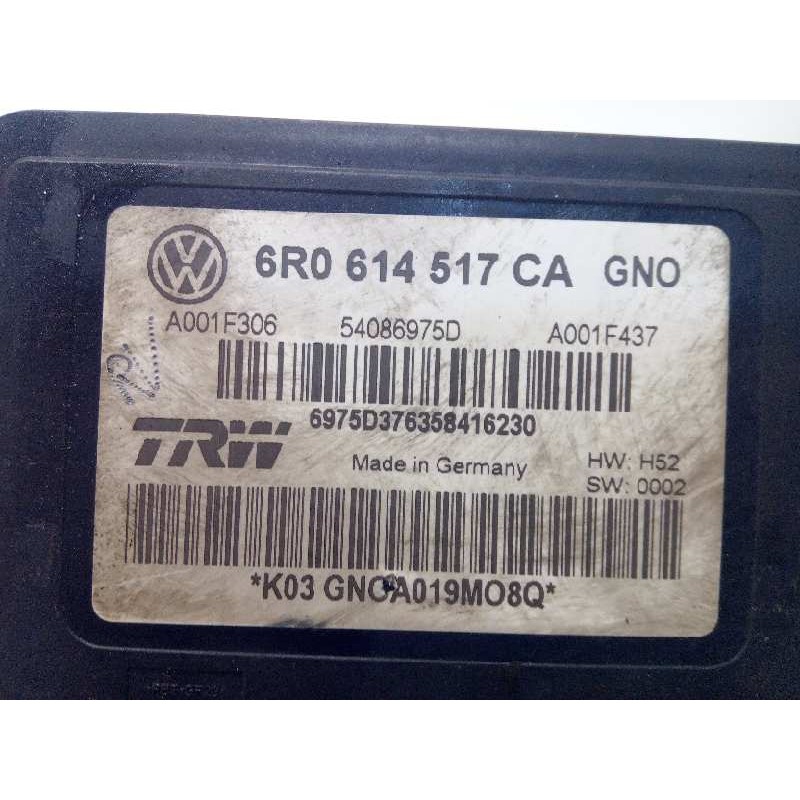 6R0 614 517 CA GNO
A001F306 54086975D A001F437
6975D376358416230
TRW Made in Germany HW: H52
SW: 0002
*K03 GNOA019MO8Q*